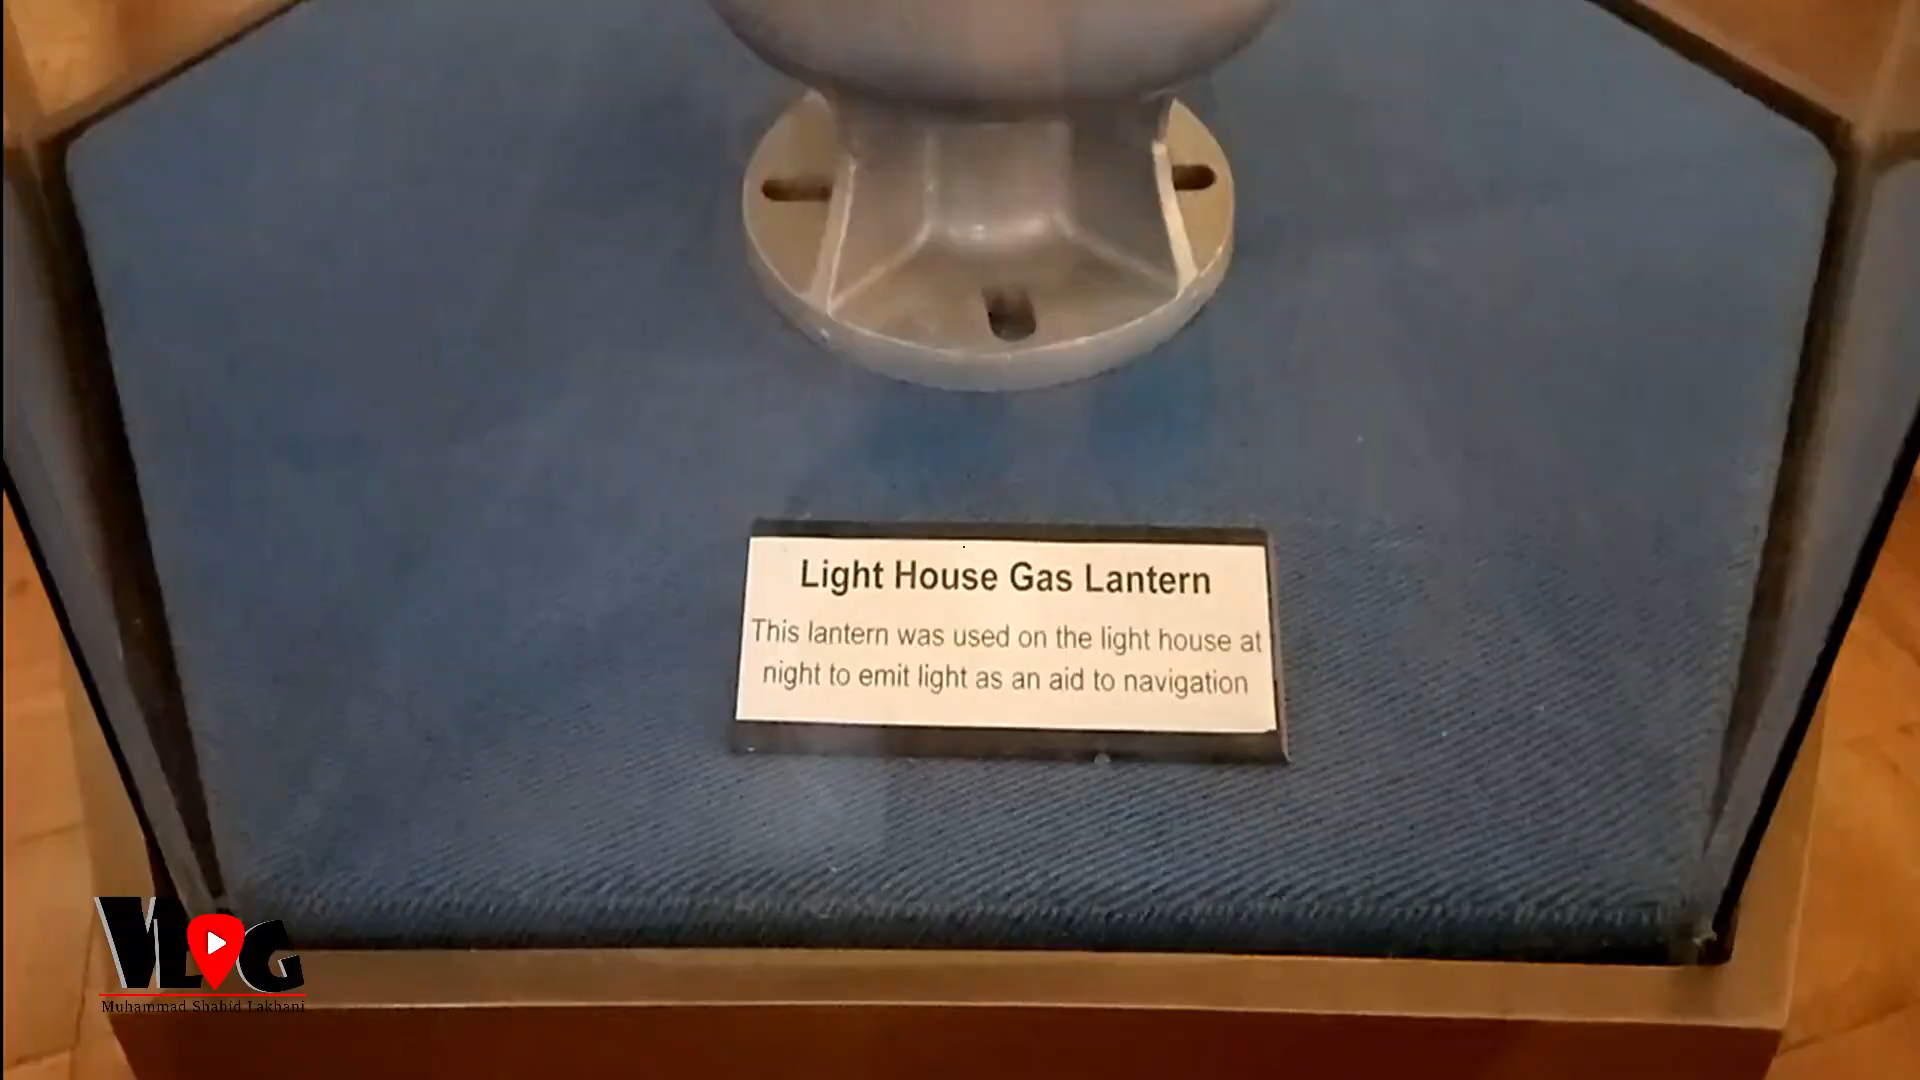 Light House Gas Lantern
This lantern was used on the light house at
night to emit light as an aid to navigation
VLOG
Muhammad Shahid Lakhani